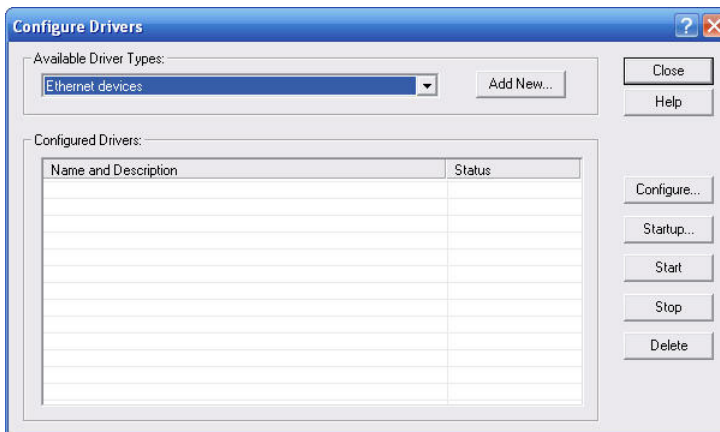 Configure Drivers
Available Driver Types:
Ethernet devices
Add New...
Close
Help
Configured Drivers:
Name and Description Status
Configure...
Startup...
Start
Stop
Delete